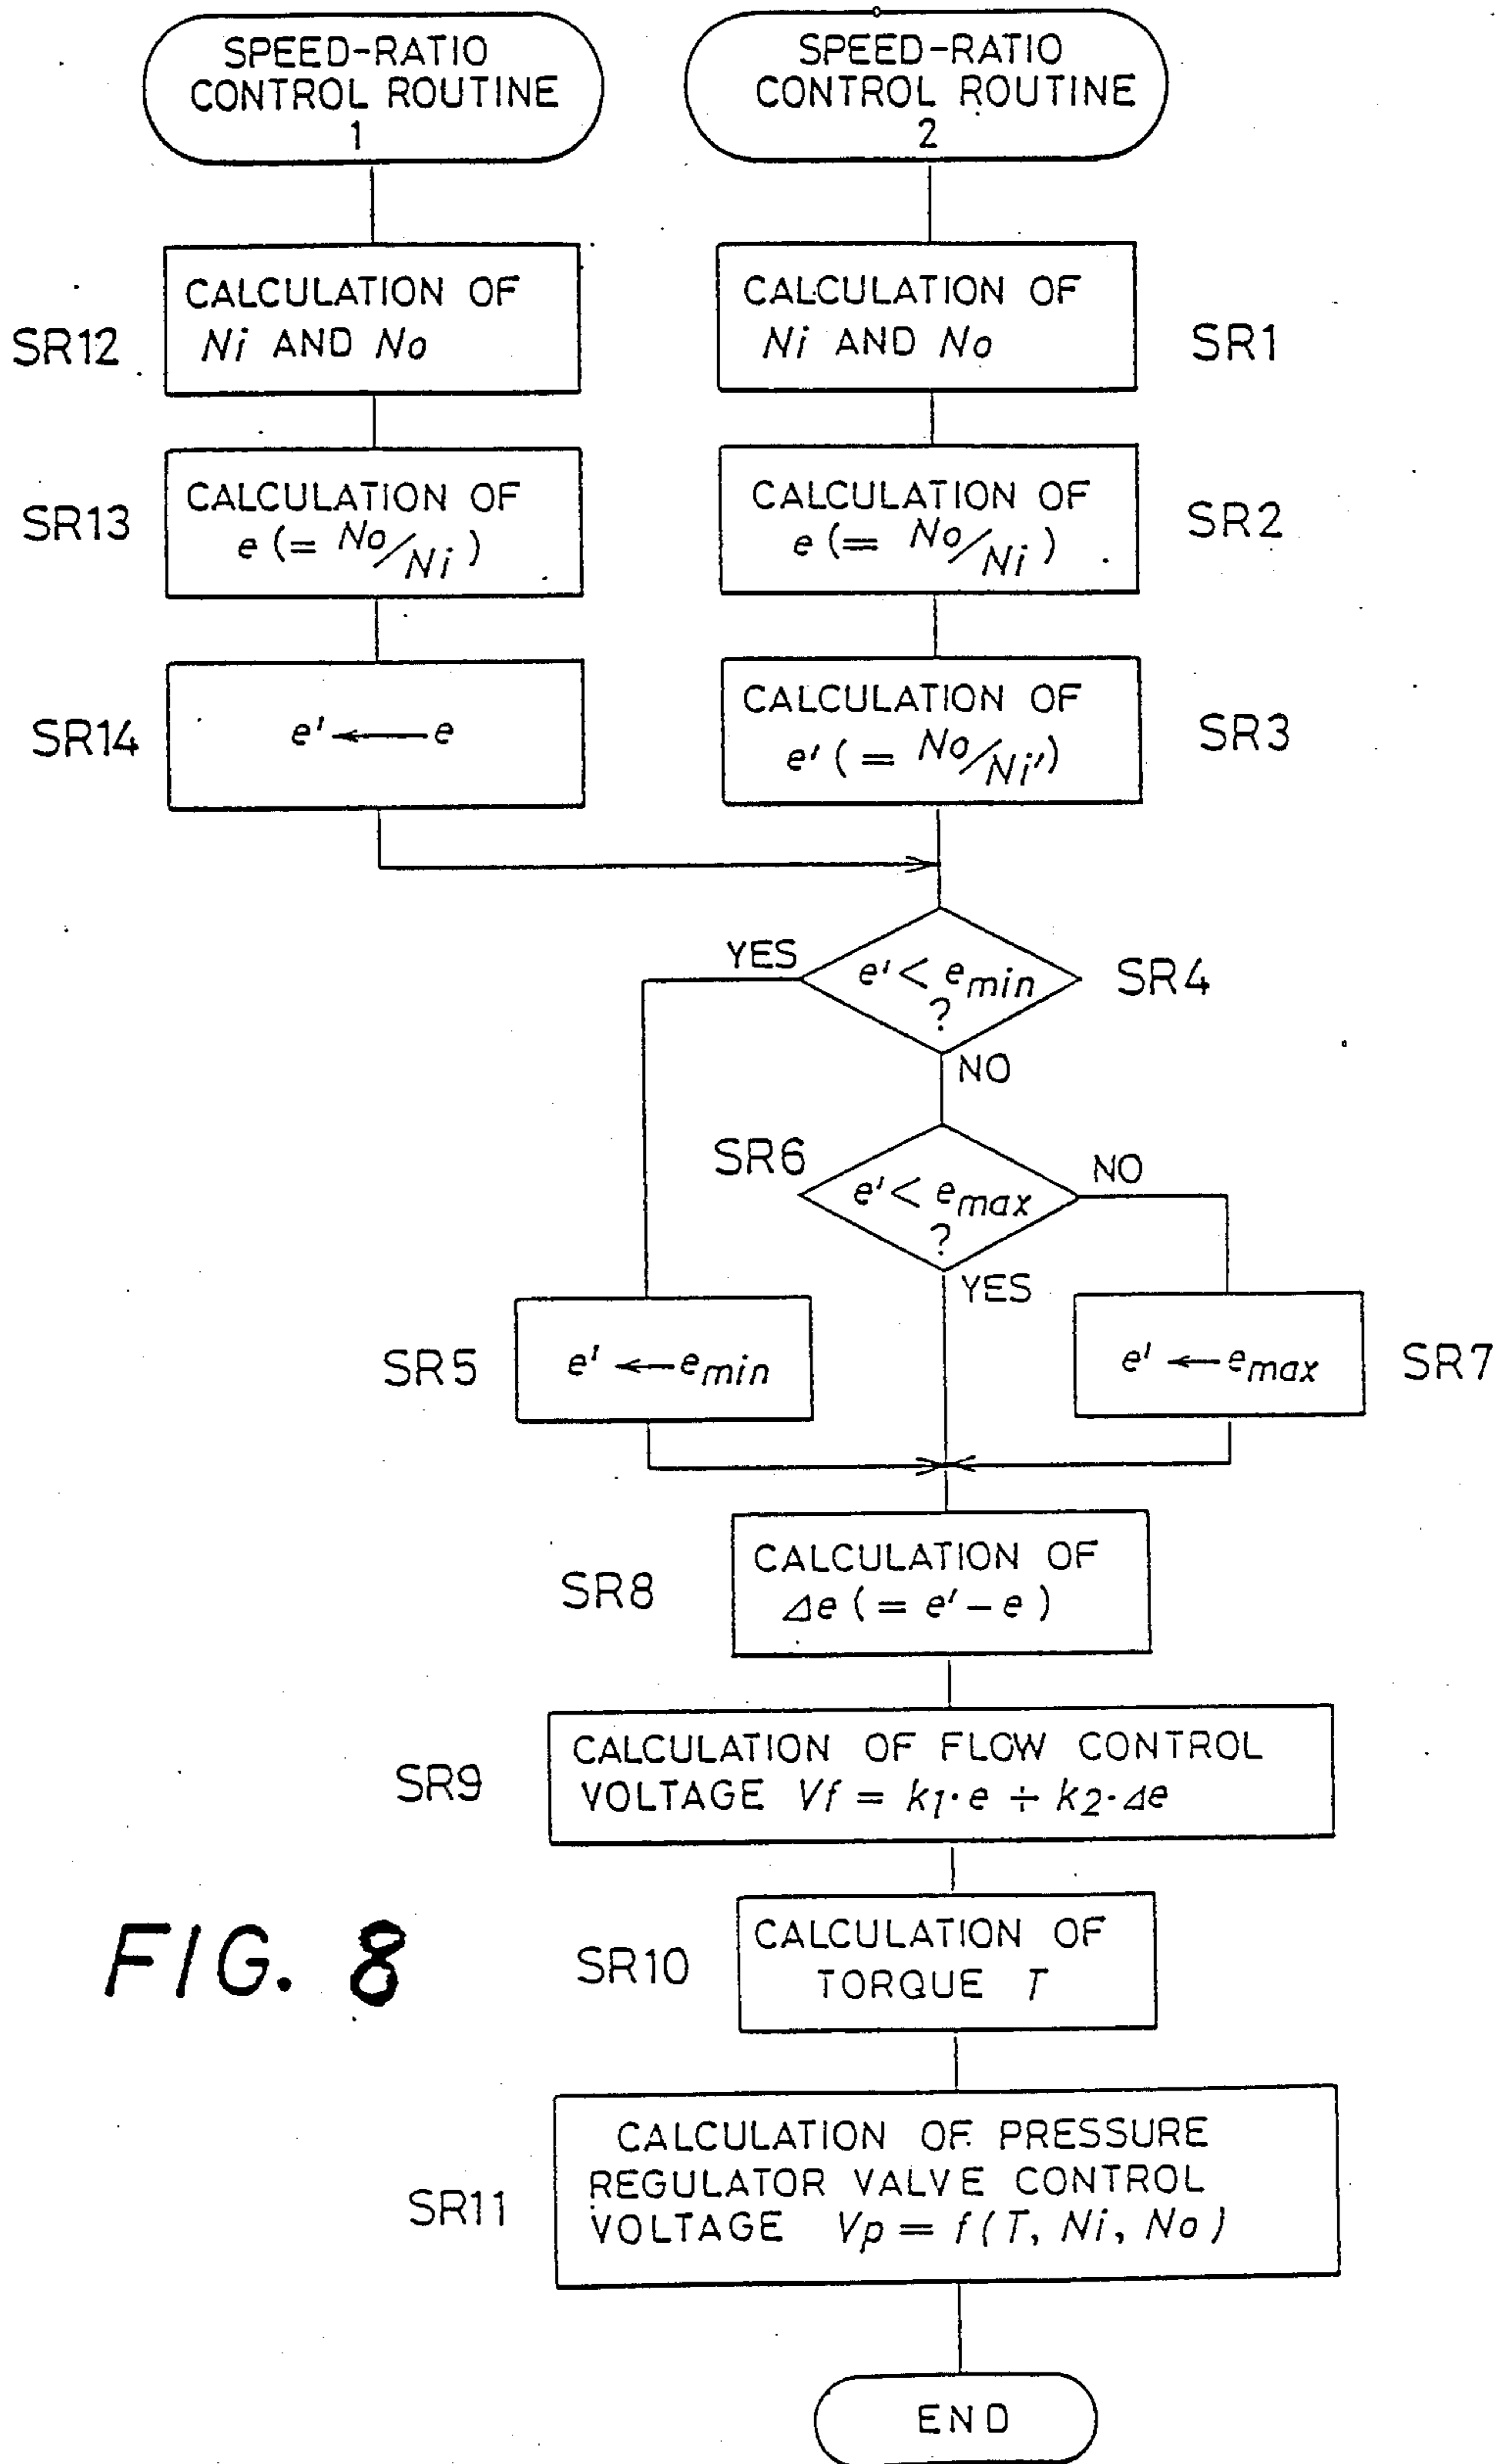 SPEED-RATIO
CONTROL ROUTINE
1
SPEED-RATIO
CONTROL ROUTINE
2
CALCULATION OF
Ni AND No
SR12
CALCULATION OF
Ni AND No
SR1
CALCULATION OF
e (= No/Ni)
SR13
CALCULATION OF
e (= No/Ni)
SR2
e' ← e
SR14
CALCULATION OF
e' (= No/Ni')
SR3
YES
e' < emin
?
SR4
NO
SR6
e' < emax
?
NO
YES
SR5
e' ← emin
e' ← emax
SR7
CALCULATION OF
Δe (= e' – e)
SR8
CALCULATION OF FLOW CONTROL
VOLTAGE Vf = k1·e ÷ k2·Δe
SR9
CALCULATION OF
TORQUE T
SR10
FIG. 8
CALCULATION OF PRESSURE
REGULATOR VALVE CONTROL
VOLTAGE Vp = f(T, Ni, No)
SR11
END